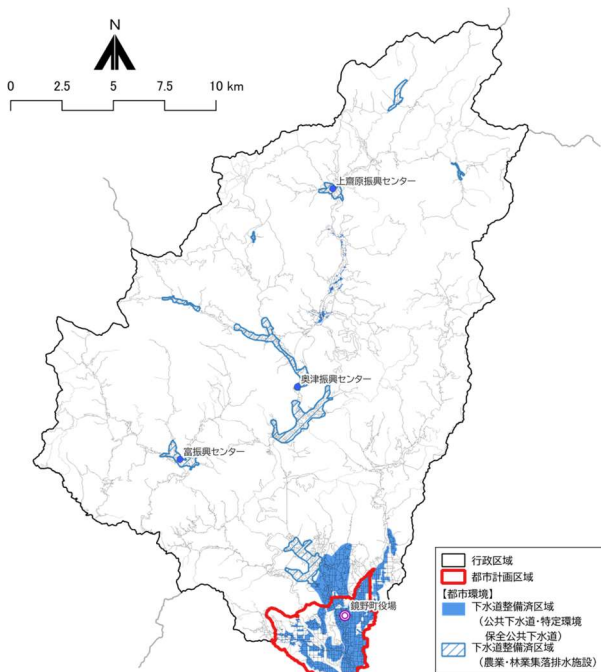 N
0 2.5 5 7.5 10 km
上齋原振興センター
奥津振興センター
富振興センター
鏡野町役場
行政区域
都市計画区域
【都市環境】
下水道整備済区域
(公共下水道・特定環境
保全公共下水道)
下水道整備済区域
(農業・林業集落排水施設)